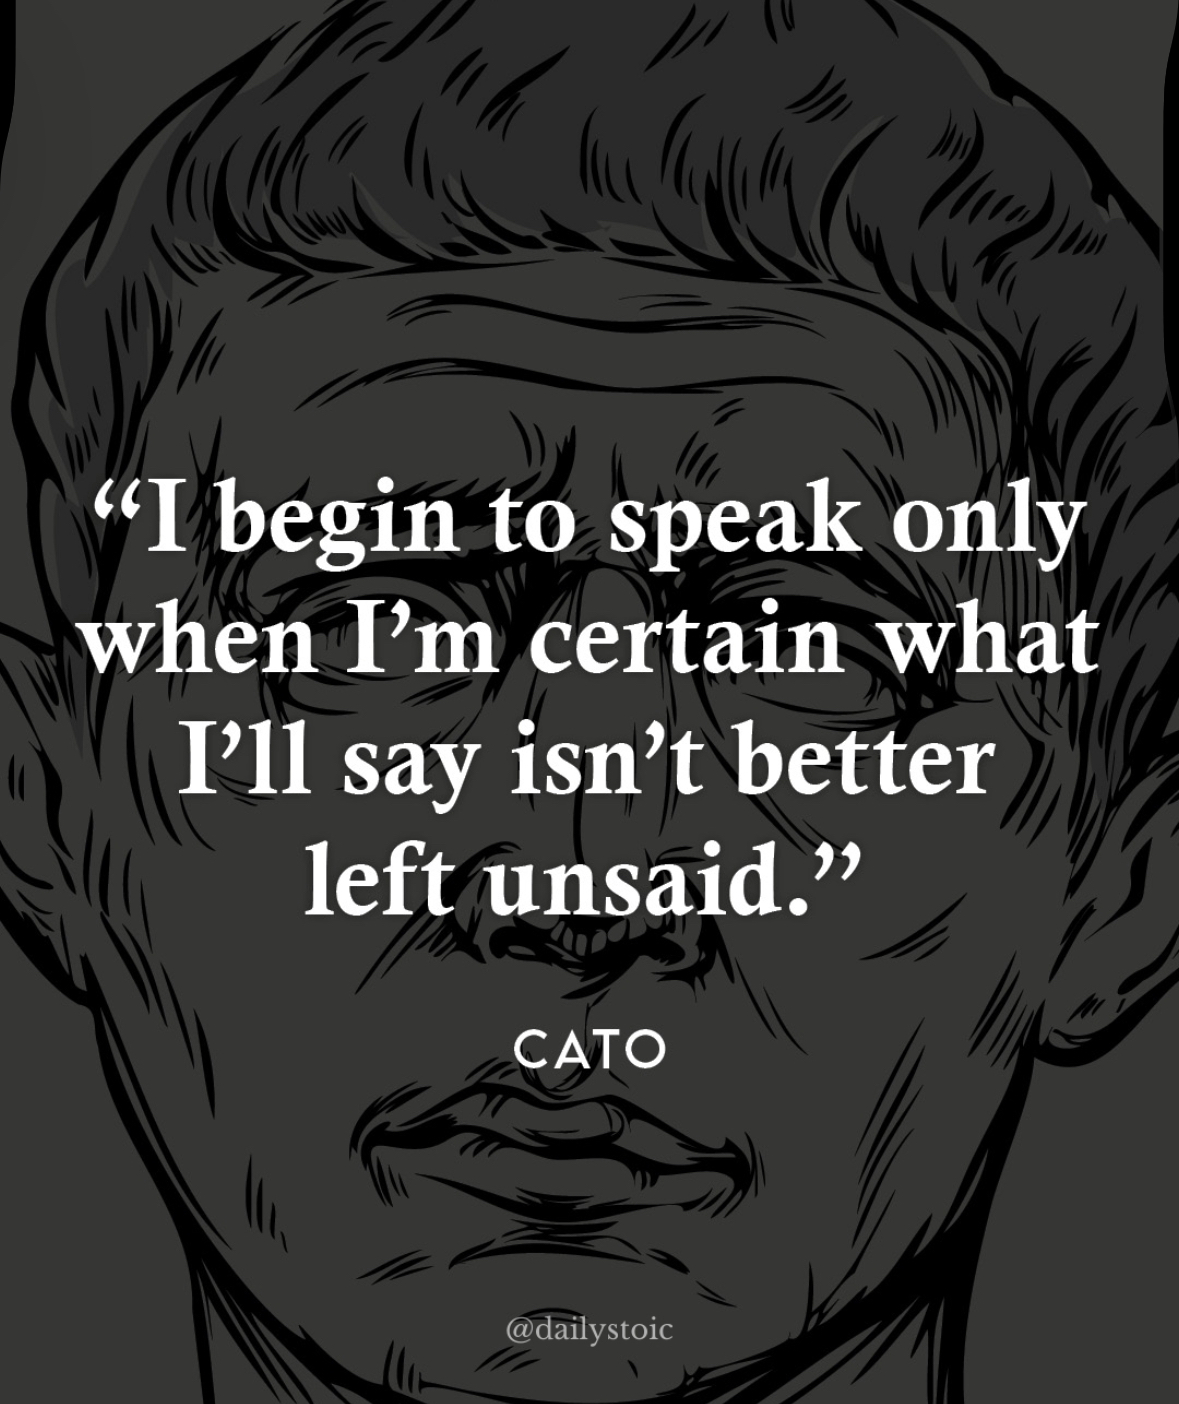 “I begin to speak only
when I’m certain what
I’ll say isn’t better
left unsaid.”
CATO
@dailystoic